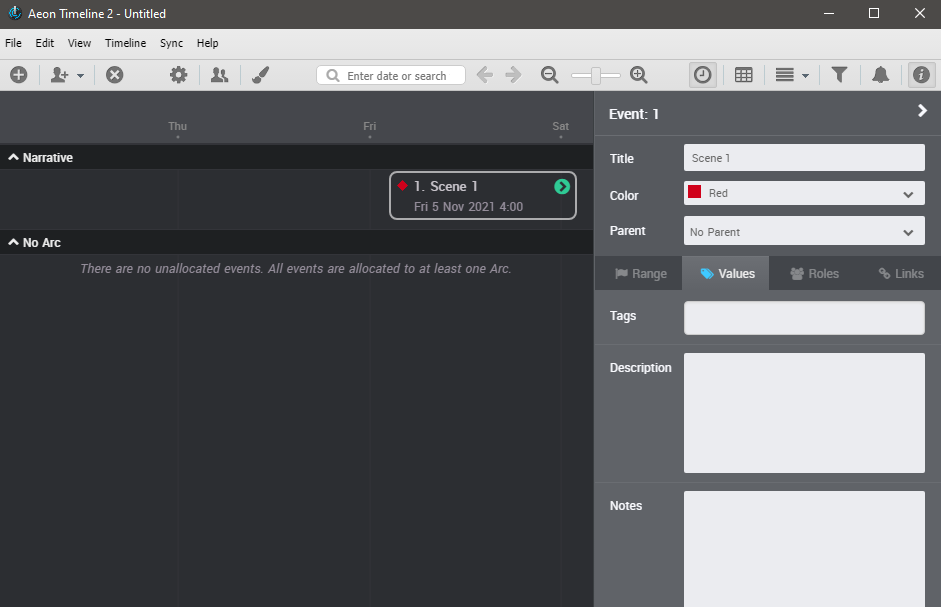 Aeon Timeline 2 - Untitled
File Edit View Timeline Sync Help
Enter date or search
Thu Fri Sat
Narrative
1. Scene 1
Fri 5 Nov 2021 4:00
No Arc
There are no unallocated events. All events are allocated to at least one Arc.
Event: 1
Title Scene 1
Color Red
Parent No Parent
Range Values Roles Links
Tags
Description
Notes